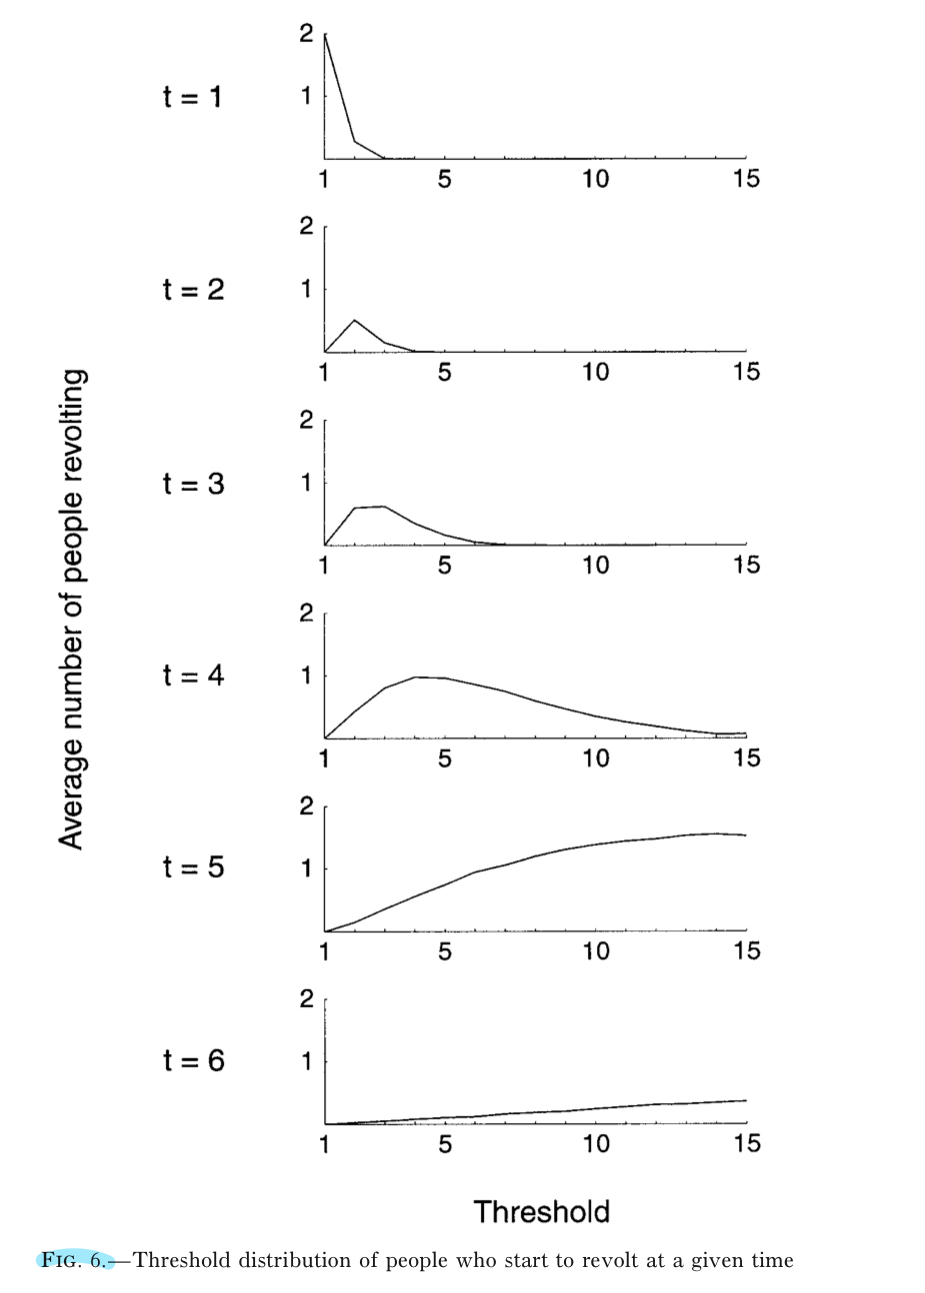 2
t = 1
1
1 5 10 15
2
t = 2
1
1 5 10 15
2
t = 3
1
1 5 10 15
2
t = 4
1
1 5 10 15
2
t = 5
1
1 5 10 15
2
t = 6
1
1 5 10 15
Average number of people revolting
Threshold
FIG. 6.—Threshold distribution of people who start to revolt at a given time